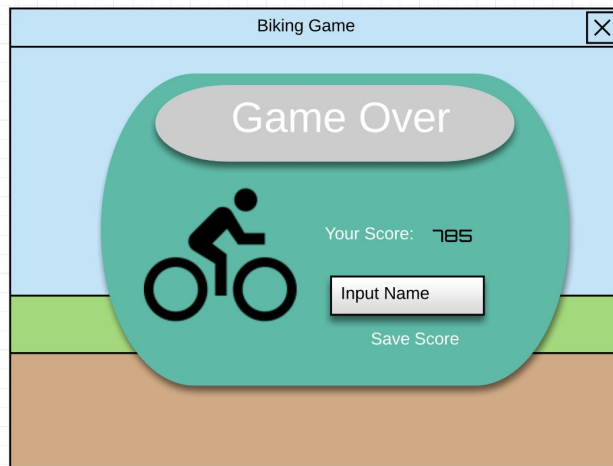 Biking Game
Game Over
Your Score: 785
Input Name
Save Score